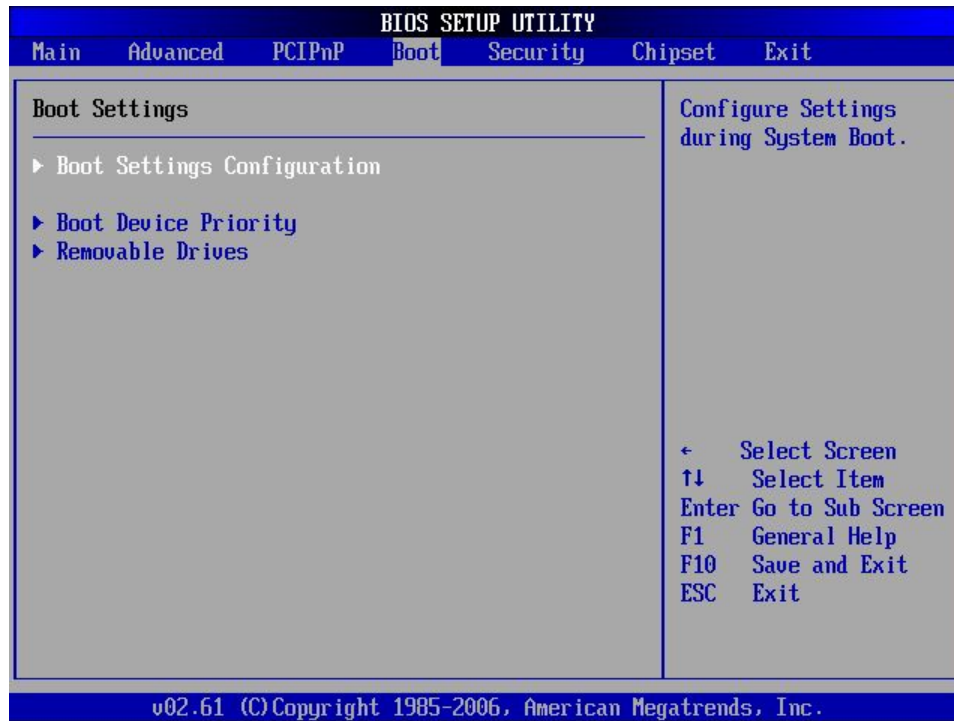 BIOS SETUP UTILITY
Main Advanced PCIPnP Boot Security Chipset Exit
Boot Settings
▶ Boot Settings Configuration
▶ Boot Device Priority
▶ Removable Drives
Configure Settings
during System Boot.
← Select Screen
↑↓ Select Item
Enter Go to Sub Screen
F1 General Help
F10 Save and Exit
ESC Exit
v02.61 (C)Copyright 1985-2006, American Megatrends, Inc.